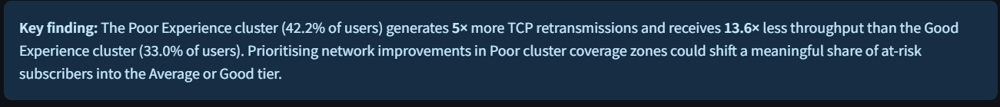 Key finding: The Poor Experience cluster (42.2% of users) generates 5× more TCP retransmissions and receives 13.6× less throughput than the Good
Experience cluster (33.0% of users). Prioritising network improvements in Poor cluster coverage zones could shift a meaningful share of at-risk
subscribers into the Average or Good tier.